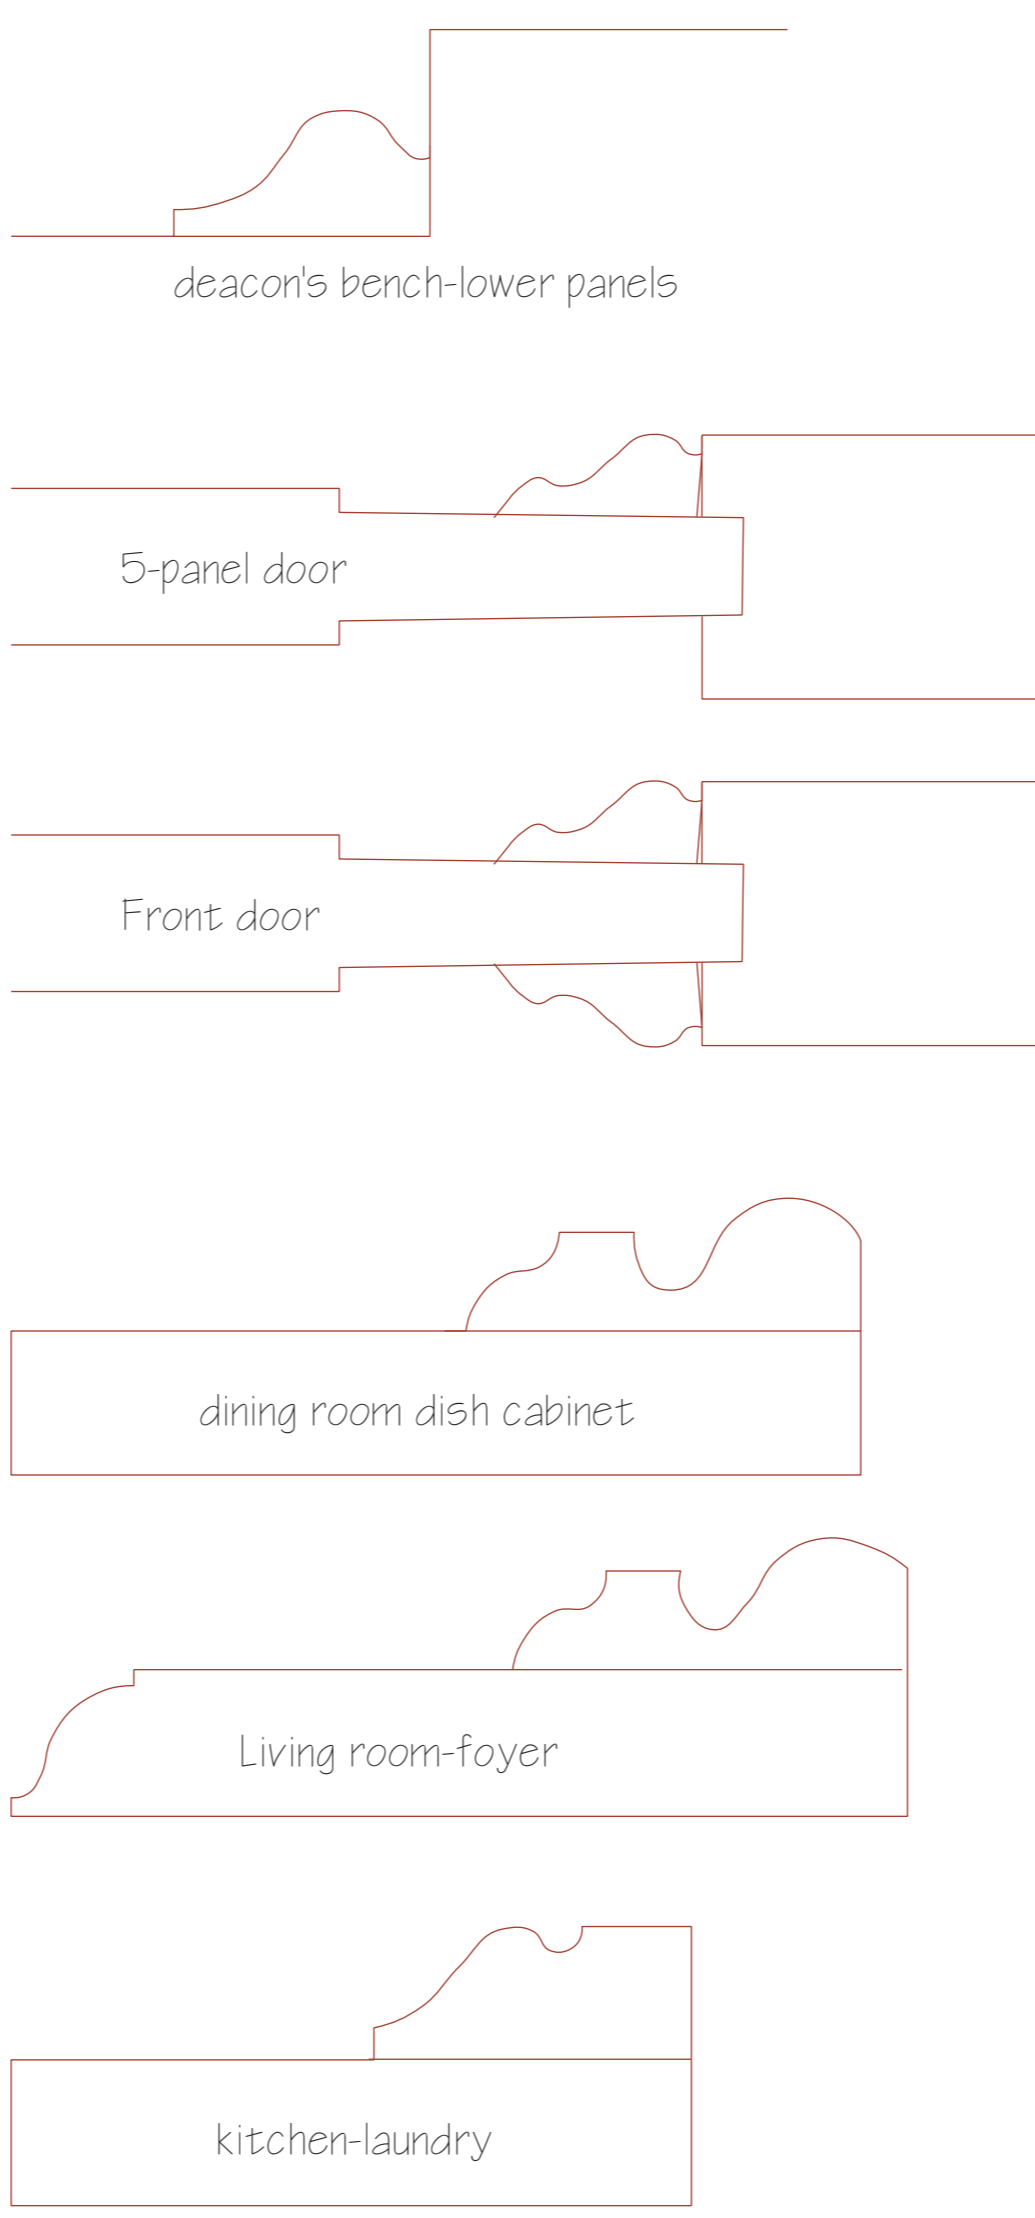 deacon's bench-lower panels
5-panel door
Front door
dining room dish cabinet
Living room-foyer
kitchen-laundry